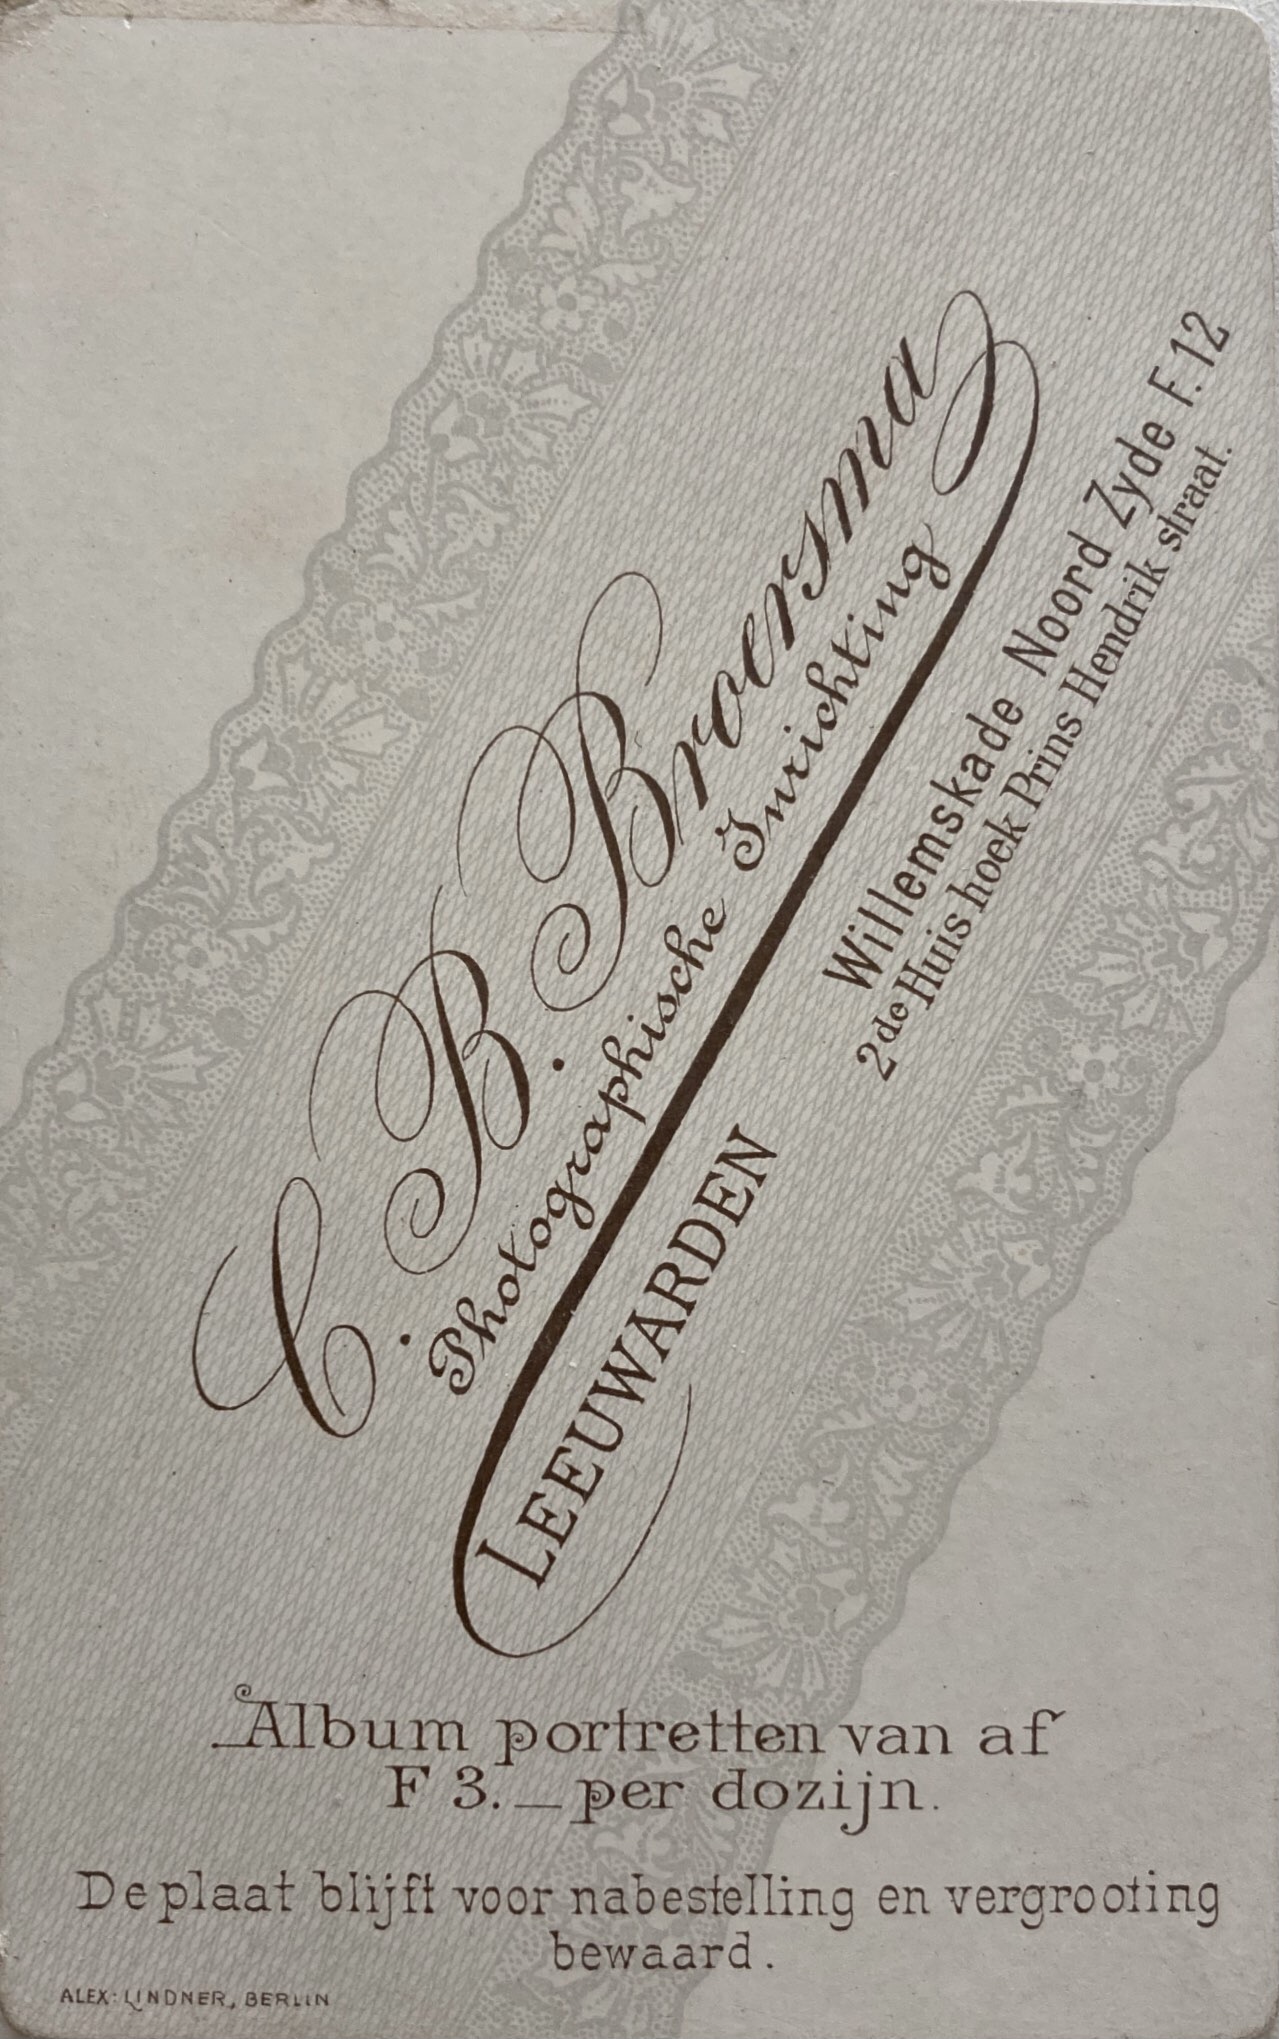 C. B. Broersma
Photographische Inrichting
LEEUWARDEN
Willemskade Noord Zyde F. 12
2de Huis hoek Prins Hendrik straat.
Album portretten van af
F 3. _ per dozijn.
De plaat blijft voor nabestelling en vergrooting
bewaard.
ALEX: LINDNER, BERLIN